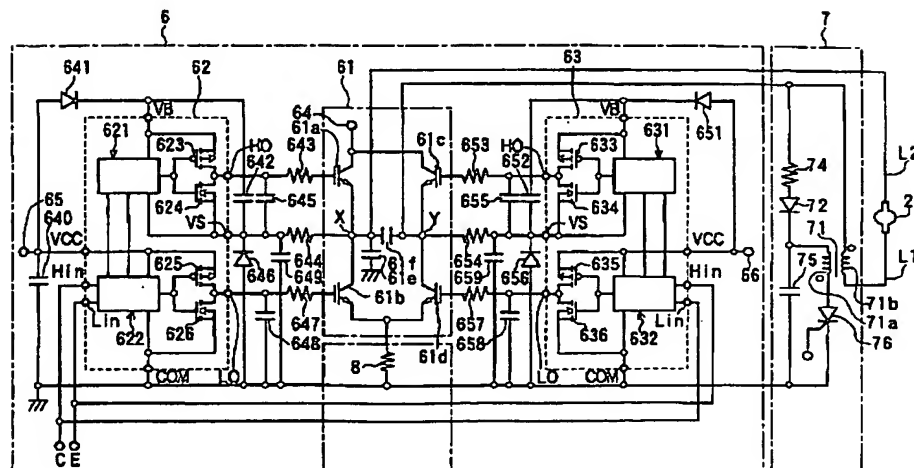 6
7
641
62
61
63
VB
64
VB
651
621
623
HO
643
61a
61c
653
HO
652
633
631
642
74
L2
65
624
645
655
634
72
2
640
VS
X
Y
VS
71
VCC
625
646
644
649
61f
61e
654
659
656
635
VCC
66
75
L1
Hin
Hin
647
61b
657
71b
Lin
622
626
648
8
61d
658
636
632
Lin
71a
76
COM
LO
LO
COM
C E